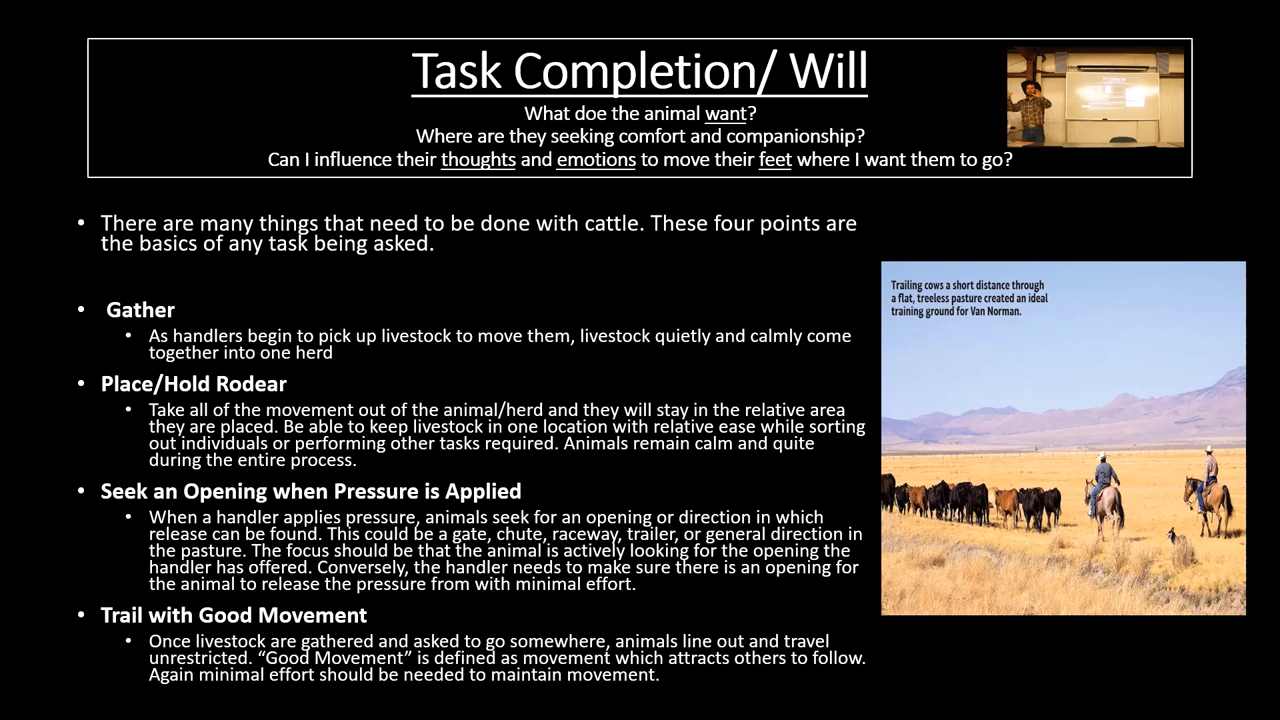 Task Completion/ Will
What doe the animal want?
Where are they seeking comfort and companionship?
Can I influence their thoughts and emotions to move their feet where I want them to go?
• There are many things that need to be done with cattle. These four points are
the basics of any task being asked.
• Gather
• As handlers begin to pick up livestock to move them, livestock quietly and calmly come
together into one herd
• Place/Hold Rodear
• Take all of the movement out of the animal/herd and they will stay in the relative area
they are placed. Be able to keep livestock in one location with relative ease while sorting
out individuals or performing other tasks required. Animals remain calm and quite
during the entire process.
• Seek an Opening when Pressure is Applied
• When a handler applies pressure, animals seek for an opening or direction in which
release can be found. This could be a gate, chute, raceway, trailer, or general direction in
the pasture. The focus should be that the animal is actively looking for the opening the
handler has offered. Conversely, the handler needs to make sure there is an opening for
the animal to release the pressure from with minimal effort.
• Trail with Good Movement
• Once livestock are gathered and asked to go somewhere, animals line out and travel
unrestricted. “Good Movement” is defined as movement which attracts others to follow.
Again minimal effort should be needed to maintain movement.
Trailing cows a short distance through
a flat, treeless pasture created an ideal
training ground for Van Norman.